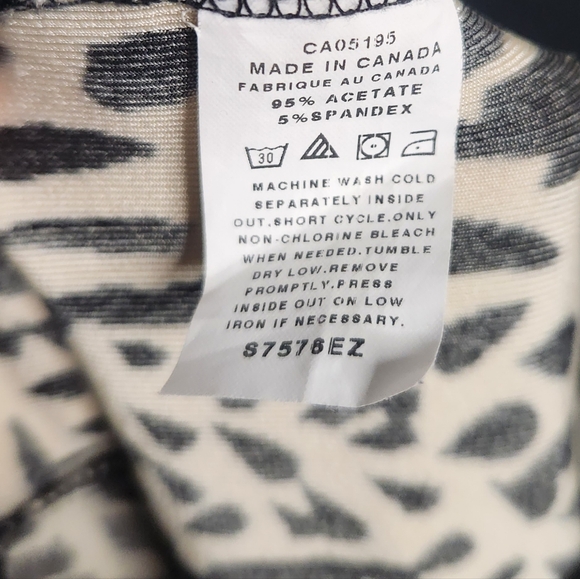 CA05195
MADE IN CANADA
FABRIQUE AU CANADA
95% ACETATE
5%SPANDEX
30
MACHINE WASH COLD
SEPARATELY INSIDE
OUT.SHORT CYCLE.ONLY
NON-CHLORINE BLEACH
WHEN NEEDED.TUMBLE
DRY LOW.REMOVE
PROMPTLY.PRESS
INSIDE OUT ON LOW
IRON IF NECESSARY.
S7576EZ